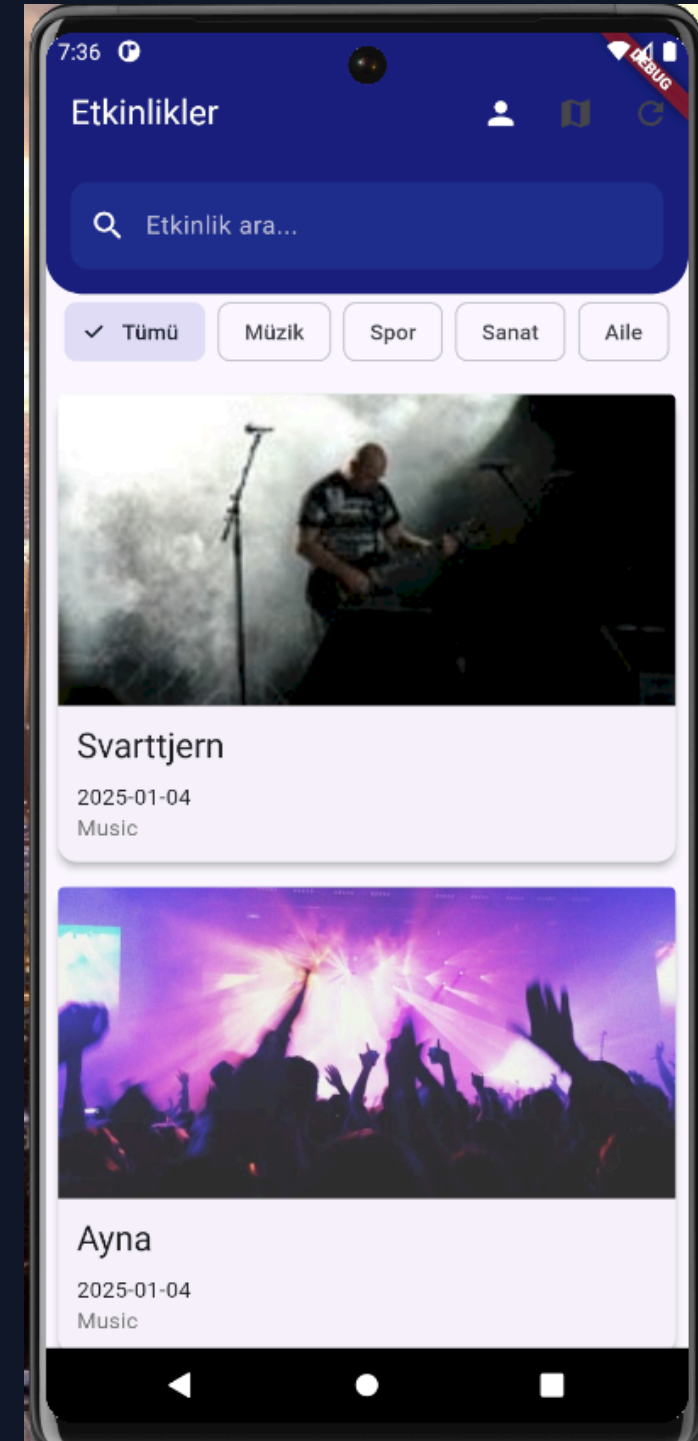 7:36
DEBUG
Etkinlikler
Etkinlik ara...
Tümü Müzik Spor Sanat Aile
Svarttjern
2025-01-04
Music
Ayna
2025-01-04
Music